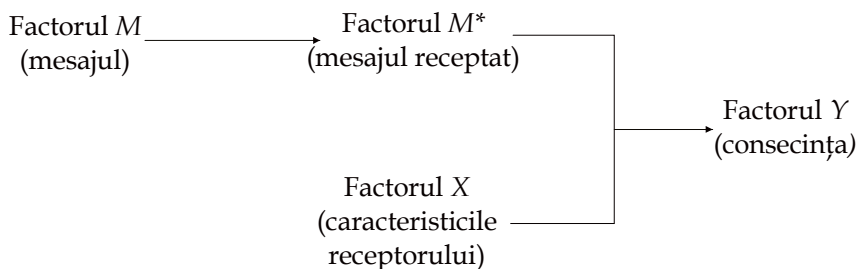 Factorul M
(mesajul)
Factorul M*
(mesajul receptat)
Factorul Y
(consecința)
Factorul X
(caracteristicile
receptorului)